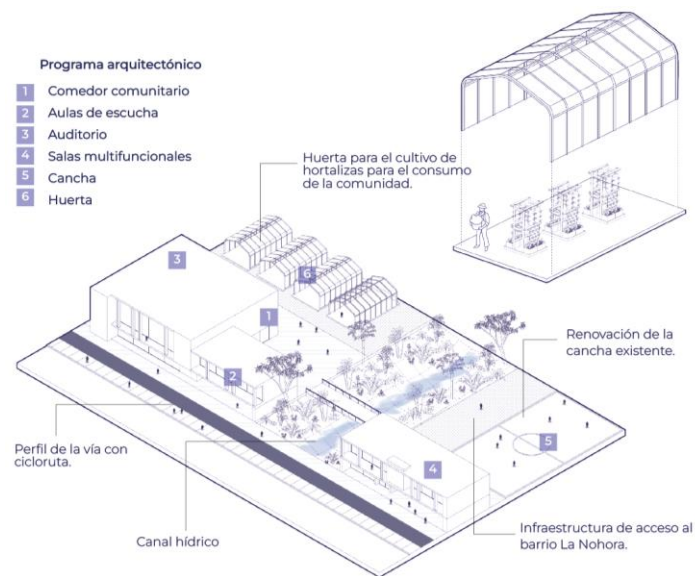 Programa arquitectónico
1 Comedor comunitario
2 Aulas de escucha
3 Auditorio
4 Salas multifuncionales
5 Cancha
6 Huerta
Huerta para el cultivo de
hortalizas para el consumo
de la comunidad.
3
6
1
2
Renovación de la
cancha existente.
5
4
Perfil de la vía con
cicloruta.
Canal hídrico
Infraestructura de acceso al
barrio La Nohora.